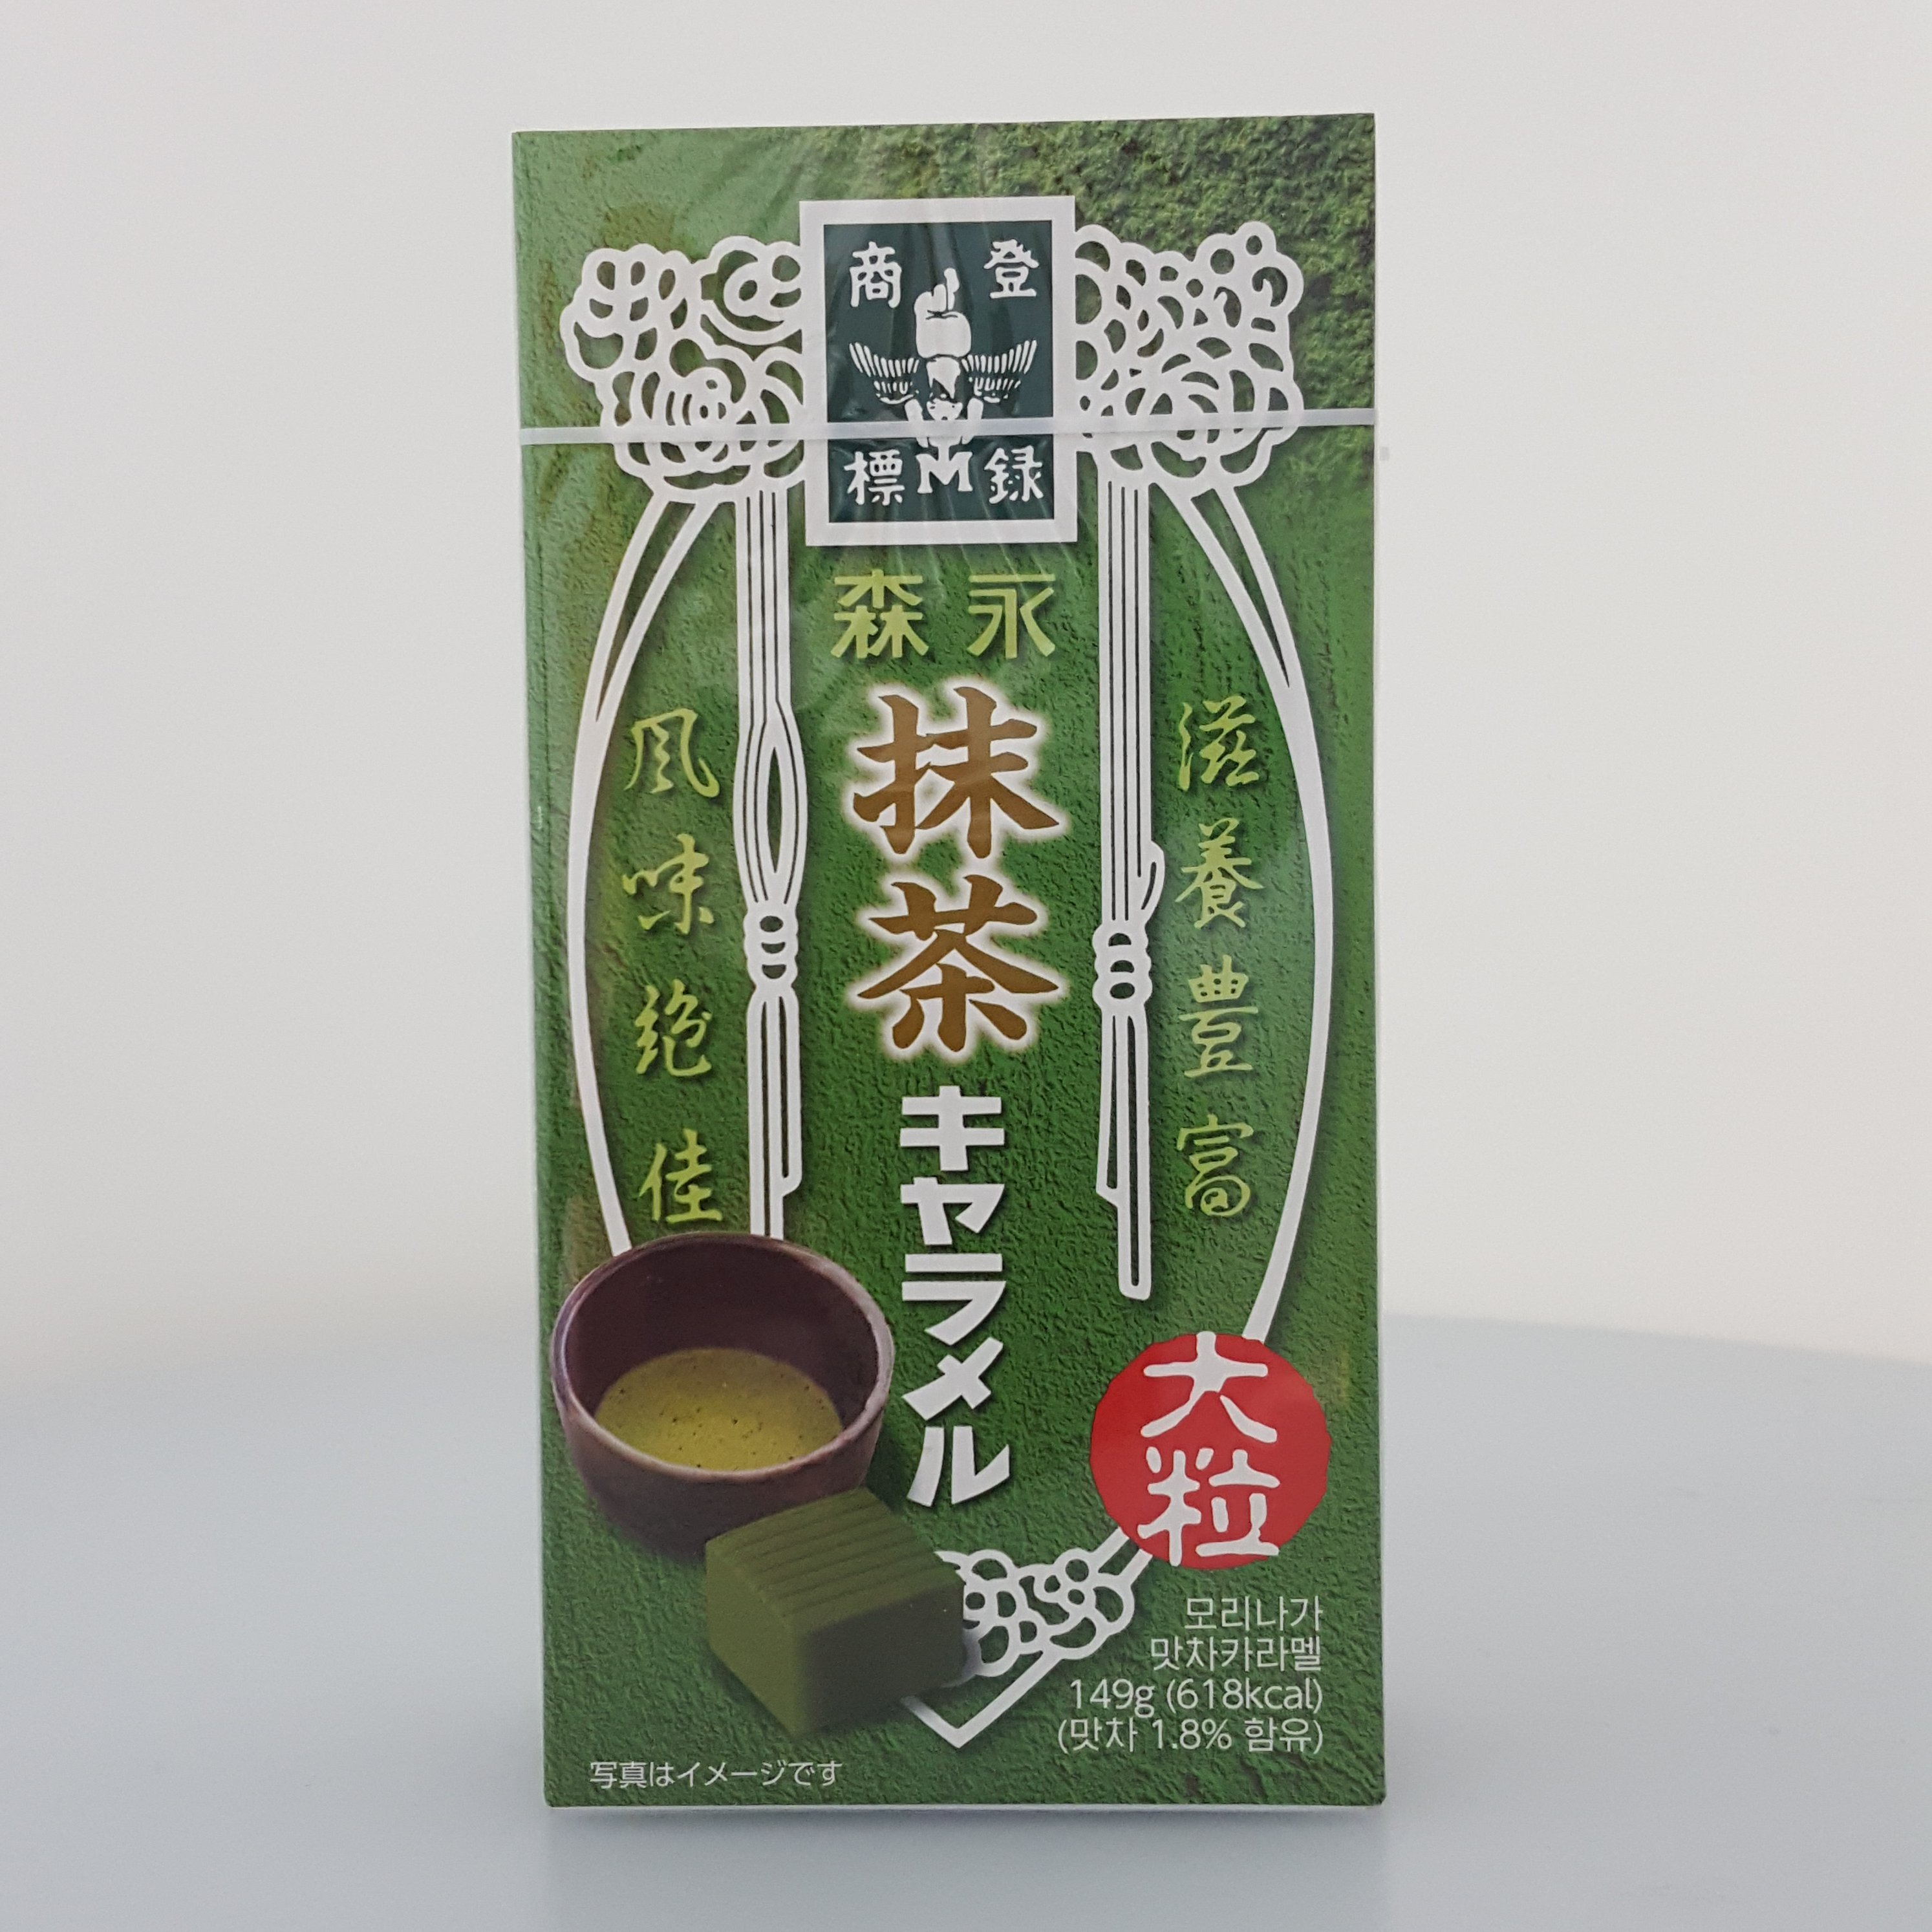 登録
商標
M
永森
抹茶キャラメル
滋養豊富
風味絶佳
大粒
모리나가
맛차카라멜
149g (618kcal)
(맛차 1.8% 함유)
写真はイメージです